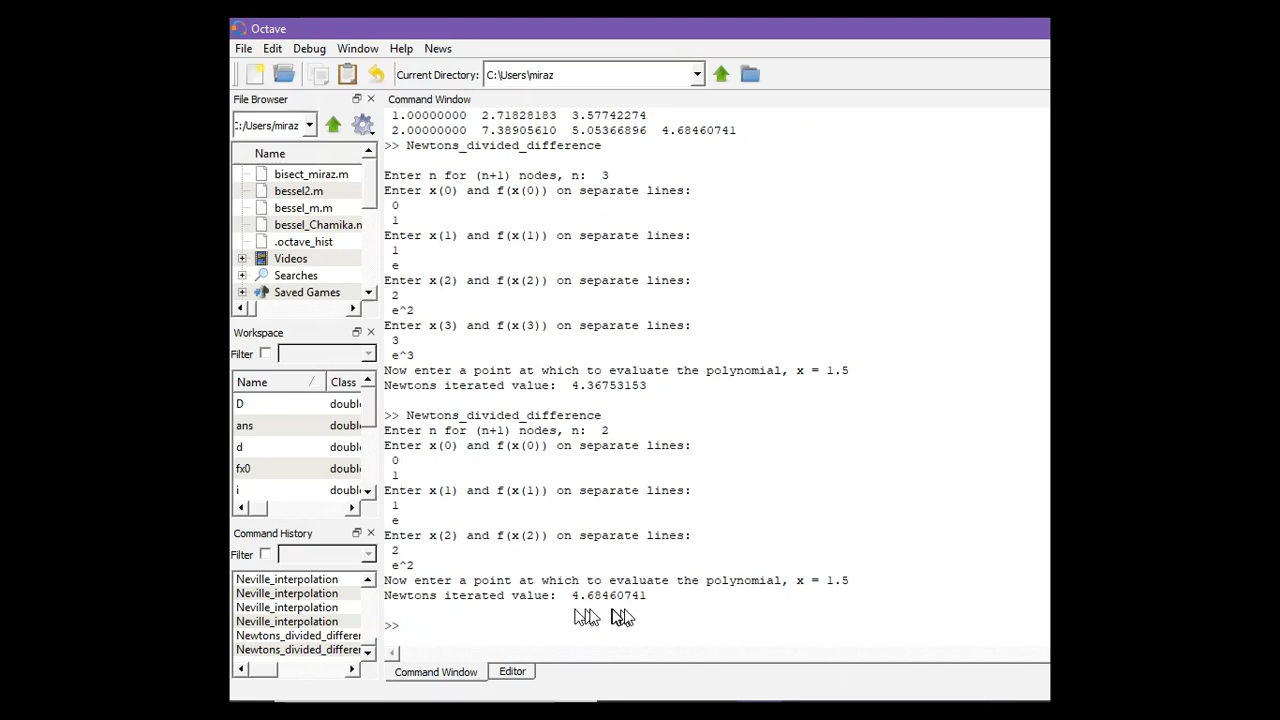 Octave
File Edit Debug Window Help News
Current Directory: C:\Users\miraz
File Browser
:/Users/miraz
Name
bisect_miraz.m
bessel2.m
bessel_m.m
bessel_Chamika.m
.octave_hist
Videos
Searches
Saved Games
Workspace
Filter
Name / Class
D doubl
ans doubl
d doubl
fx0 doubl
i doubl
Command History
Filter
Neville_interpolation
Neville_interpolation
Neville_interpolation
Neville_interpolation
Newtons_divided_differer
Newtons_divided_differer
Command Window
1.00000000 2.71828183 3.57742274
2.00000000 7.38905610 5.05366896 4.68460741
>> Newtons_divided_difference
Enter n for (n+1) nodes, n: 3
Enter x(0) and f(x(0)) on separate lines:
0
1
Enter x(1) and f(x(1)) on separate lines:
1
e
Enter x(2) and f(x(2)) on separate lines:
2
e^2
Enter x(3) and f(x(3)) on separate lines:
3
e^3
Now enter a point at which to evaluate the polynomial, x = 1.5
Newtons iterated value: 4.36753153
>> Newtons_divided_difference
Enter n for (n+1) nodes, n: 2
Enter x(0) and f(x(0)) on separate lines:
0
1
Enter x(1) and f(x(1)) on separate lines:
1
e
Enter x(2) and f(x(2)) on separate lines:
2
e^2
Now enter a point at which to evaluate the polynomial, x = 1.5
Newtons iterated value: 4.68460741
>>
Command Window Editor